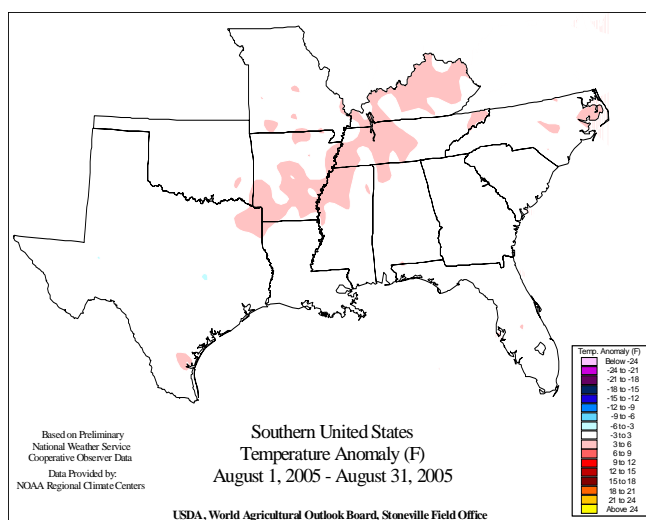 Temp. Anomaly (F)
Below -24
-24 to -21
-21 to -18
-18 to -15
-15 to -12
-12 to -9
-9 to -6
-6 to -3
-3 to 3
3 to 6
6 to 9
9 to 12
12 to 15
15 to 18
18 to 21
21 to 24
Above 24
Based on Preliminary
National Weather Service
Cooperative Observer Data
Data Provided by:
NOAA Regional Climate Centers
Southern United States
Temperature Anomaly (F)
August 1, 2005 - August 31, 2005
USDA, World Agricultural Outlook Board, Stoneville Field Office